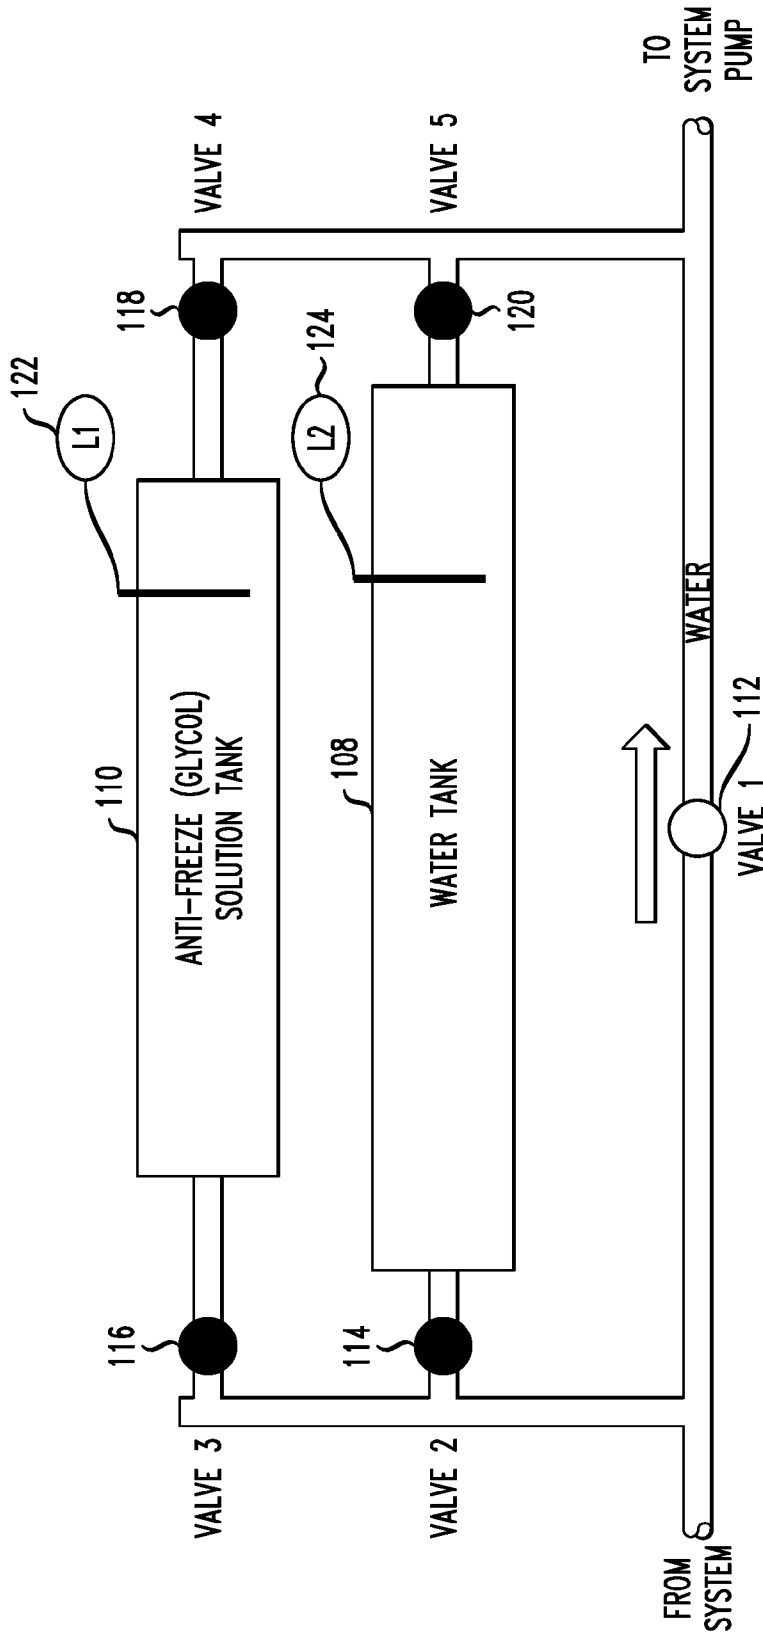 122
L1
118
VALVE 4
110
ANTI-FREEZE (GLYCOL)
SOLUTION TANK
116
VALVE 3
124
L2
120
VALVE 5
108
WATER TANK
114
VALVE 2
TO
SYSTEM
PUMP
WATER
112
VALVE 1
FROM
SYSTEM